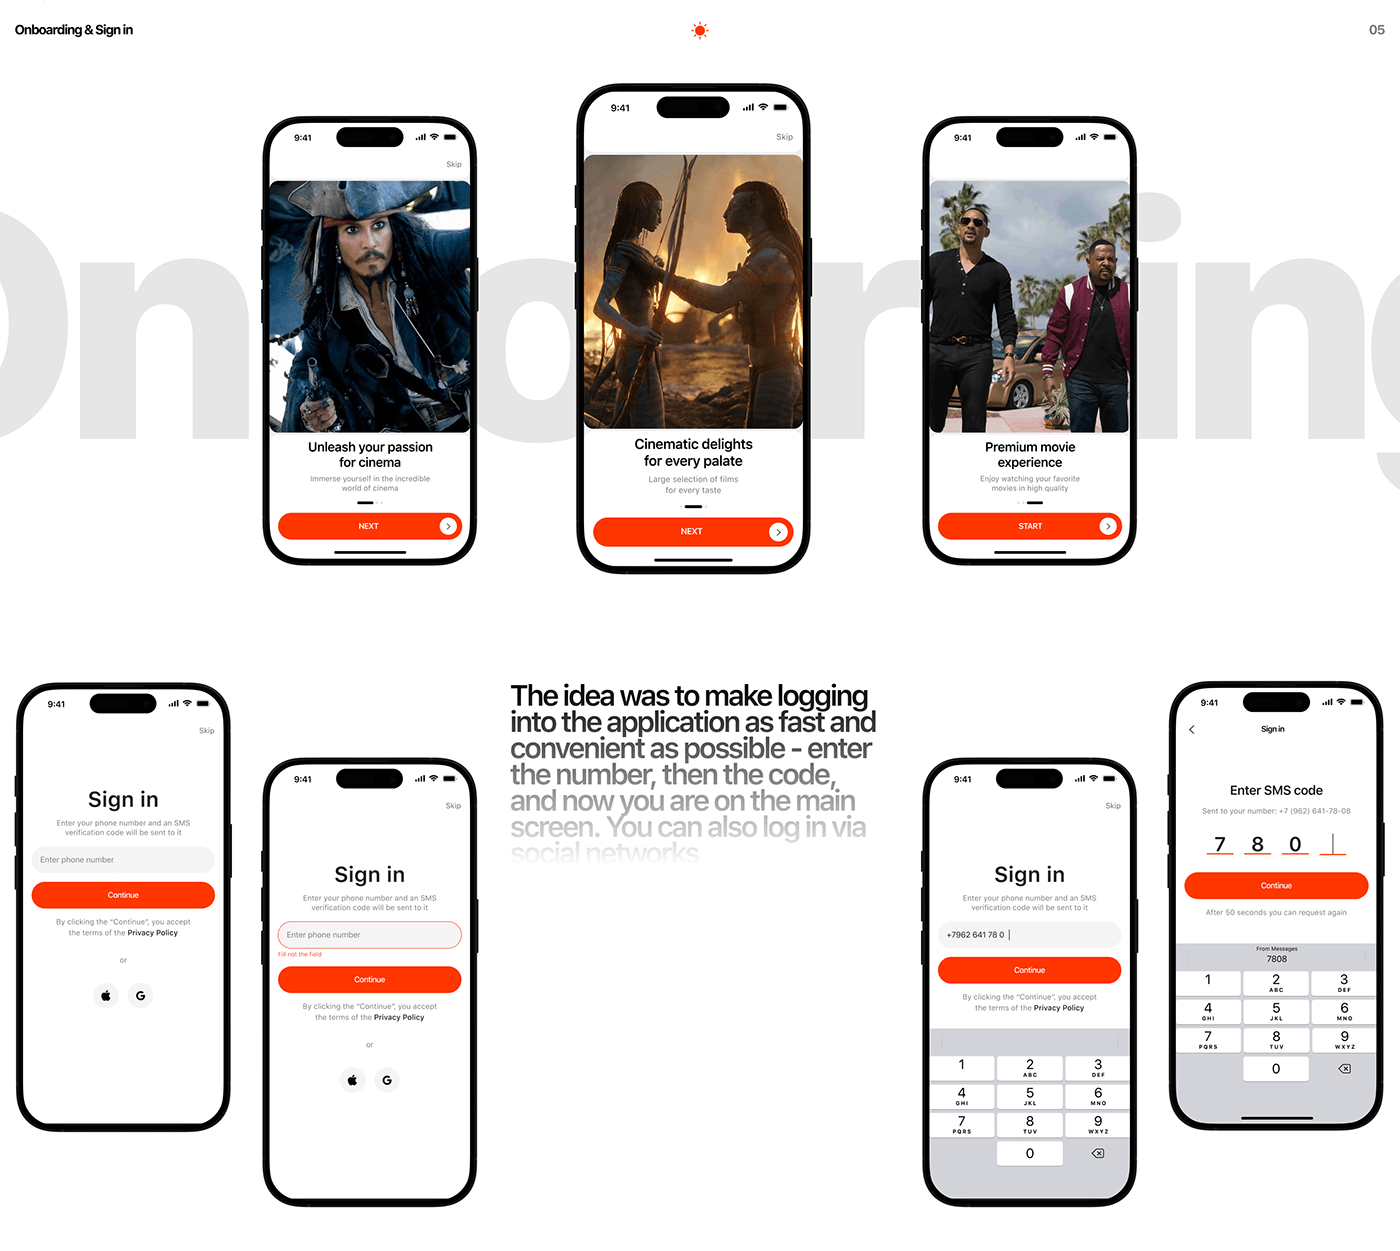 Onboarding & Sign in
05
9:41
Skip
Unleash your passion
for cinema
Immerse yourself in the incredible
world of cinema
NEXT
9:41
Skip
Cinematic delights
for every palate
Large selection of films
for every taste
NEXT
9:41
Premium movie
experience
Enjoy watching your favorite
movies in high quality
START
9:41
Skip
Sign in
Enter your phone number and an SMS
verification code will be sent to it
Enter phone number
Continue
By clicking the “Continue”, you accept
the terms of the Privacy Policy
or
G
9:41
Skip
Sign in
Enter your phone number and an SMS
verification code will be sent to it
Enter phone number
Fill not the field
Continue
By clicking the “Continue”, you accept
the terms of the Privacy Policy
or
G
The idea was to make logging
into the application as fast and
convenient as possible - enter
the number, then the code,
and now you are on the main
screen. You can also log in via
social networks
9:41
Skip
Sign in
Enter your phone number and an SMS
verification code will be sent to it
+7962 641 78 0
Continue
By clicking the “Continue”, you accept
the terms of the Privacy Policy
1 2 3
ABC DEF
4 5 6
GHI JKL MNO
7 8 9
PQRS TUV WXYZ
0
9:41
Sign in
Enter SMS code
Sent to your number: +7 (962) 641-78-08
7 8 0
Continue
After 50 seconds you can request again
From Messages
7808
1 2 3
ABC DEF
4 5 6
GHI JKL MNO
7 8 9
PQRS TUV WXYZ
0